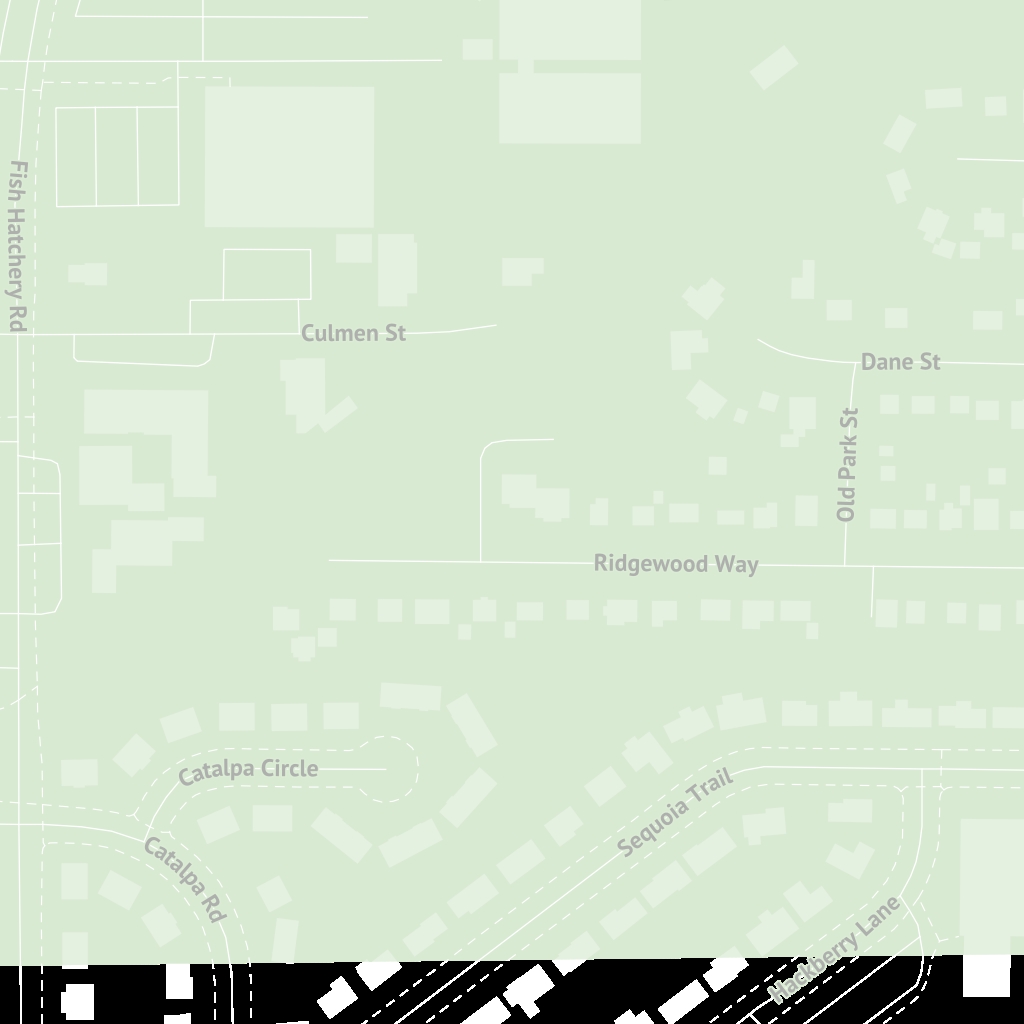 Fish Hatchery Rd
Culmen St
Dane St
Old Park St
Ridgewood Way
Catalpa Circle
Sequoia Trail
Catalpa Rd
Hackberry Lane